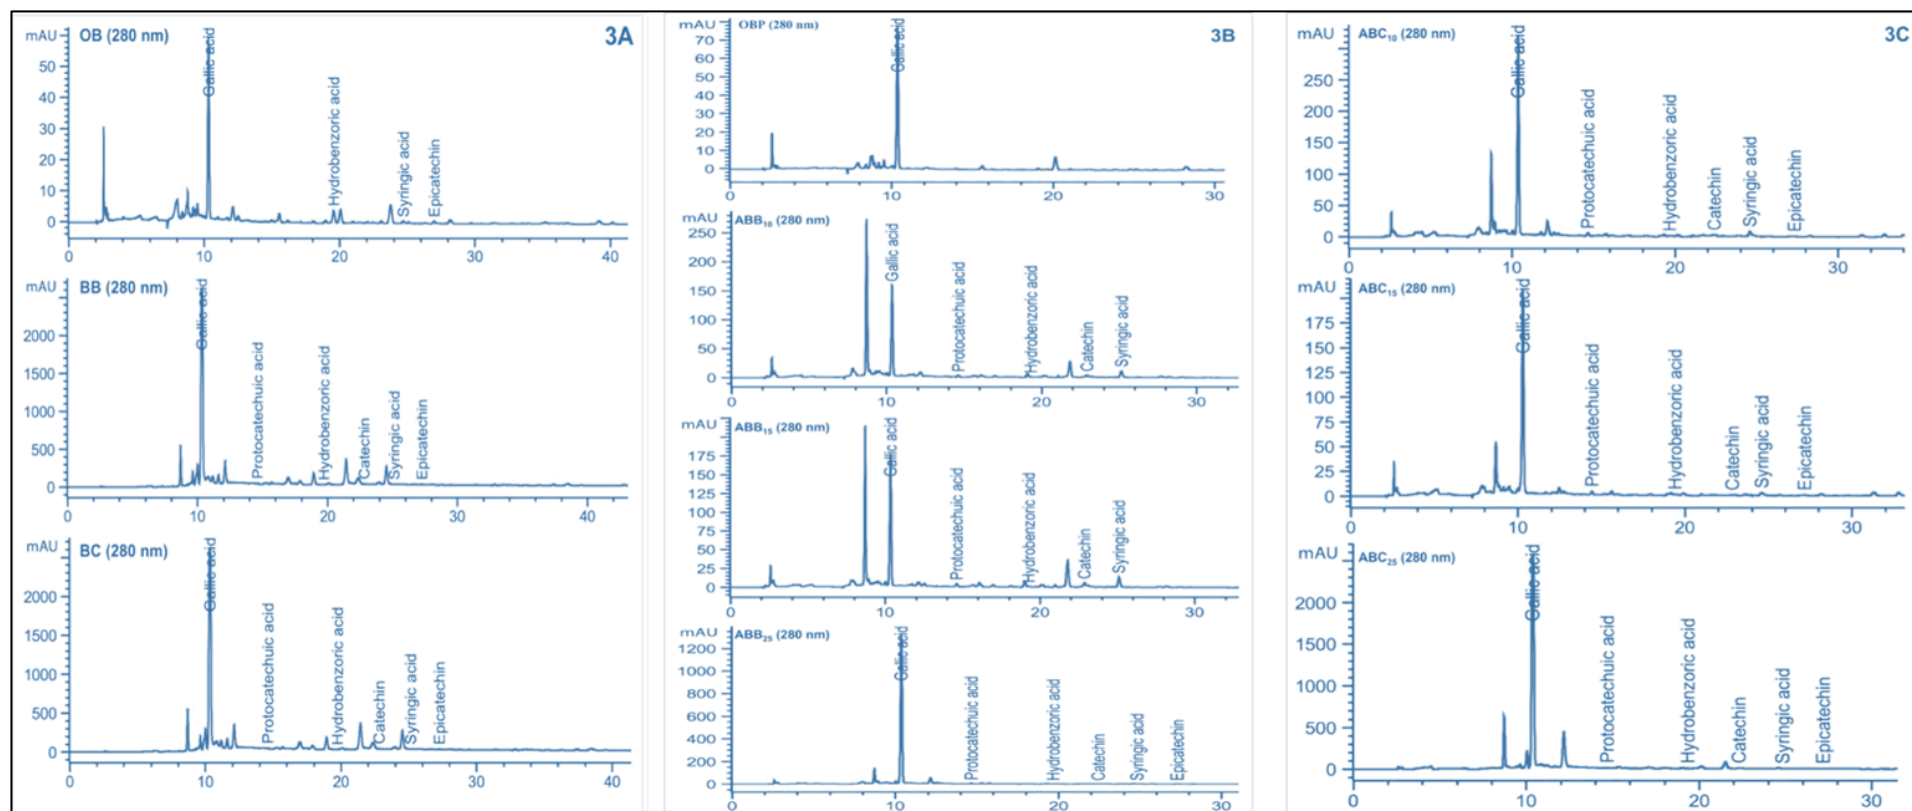 OB (280 nm)
3A
mAU
50
40
30
20
10
0
Gallic acid
Hydrobenzoric acid
Syringic acid
Epicatechin
0 10 20 30 40
BB (280 nm)
mAU
2000
1500
1000
500
0
Gallic acid
Protocatechuic acid
Hydrobenzoric acid
Catechin
Syringic acid
Epicatechin
0 10 20 30 40
BC (280 nm)
mAU
2000
1500
1000
500
0
Gallic acid
Protocatechuic acid
Hydrobenzoric acid
Catechin
Syringic acid
Epicatechin
0 10 20 30 40
OBP (280 nm)
3B
mAU
70
60
50
40
30
20
10
0
Gallic acid
0 10 20 30
ABB₁₀ (280 nm)
mAU
250
200
150
100
50
0
Gallic acid
Protocatechuic acid
Hydrobenzoric acid
Catechin
Syringic acid
0 10 20 30
ABB₁₅ (280 nm)
mAU
175
150
125
100
75
50
25
0
Gallic acid
Protocatechuic acid
Hydrobenzoric acid
Catechin
Syringic acid
0 10 20 30
ABB₂₅ (280 nm)
mAU
1200
1000
800
600
400
200
0
Gallic acid
Protocatechuic acid
Hydrobenzoric acid
Catechin
Syringic acid
Epicatechin
0 10 20 30
ABC₁₀ (280 nm)
3C
mAU
250
200
150
100
50
0
Gallic acid
Protocatechuic acid
Hydrobenzoric acid
Catechin
Syringic acid
Epicatechin
0 10 20 30
ABC₁₅ (280 nm)
mAU
175
150
125
100
75
50
25
0
Gallic acid
Protocatechuic acid
Hydrobenzoric acid
Catechin
Syringic acid
Epicatechin
0 10 20 30
ABC₂₅ (280 nm)
mAU
2000
1500
1000
500
0
Gallic acid
Protocatechuic acid
Hydrobenzoric acid
Catechin
Syringic acid
Epicatechin
0 10 20 30